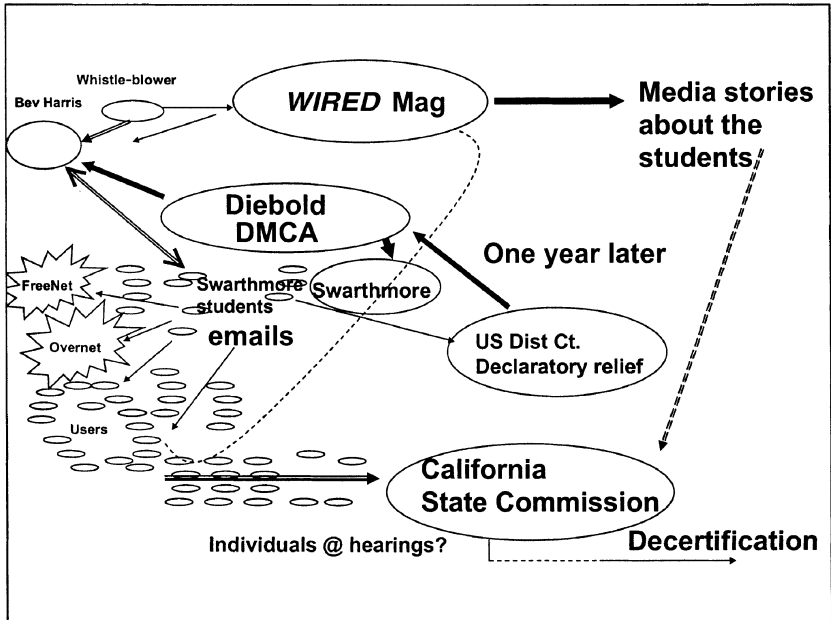 Whistle-blower
Bev Harris
WIRED Mag
Media stories
about the
students
Diebold
DMCA
One year later
FreeNet
Swarthmore
students
Swarthmore
emails
Overnet
US Dist Ct.
Declaratory relief
Users
California
State Commission
Individuals @ hearings?
Decertification